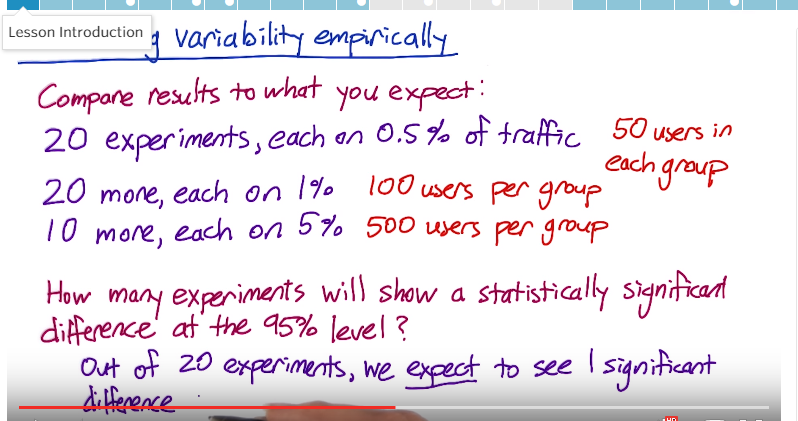 Lesson Introduction
variability empirically
Compare results to what you expect:
20 experiments, each on 0.5% of traffic 50 users in
each group
20 more, each on 1% 100 users per group
10 more, each on 5% 500 users per group
How many experiments will show a statistically significant
difference at the 95% level?
Out of 20 experiments, we expect to see 1 significant
difference
HD